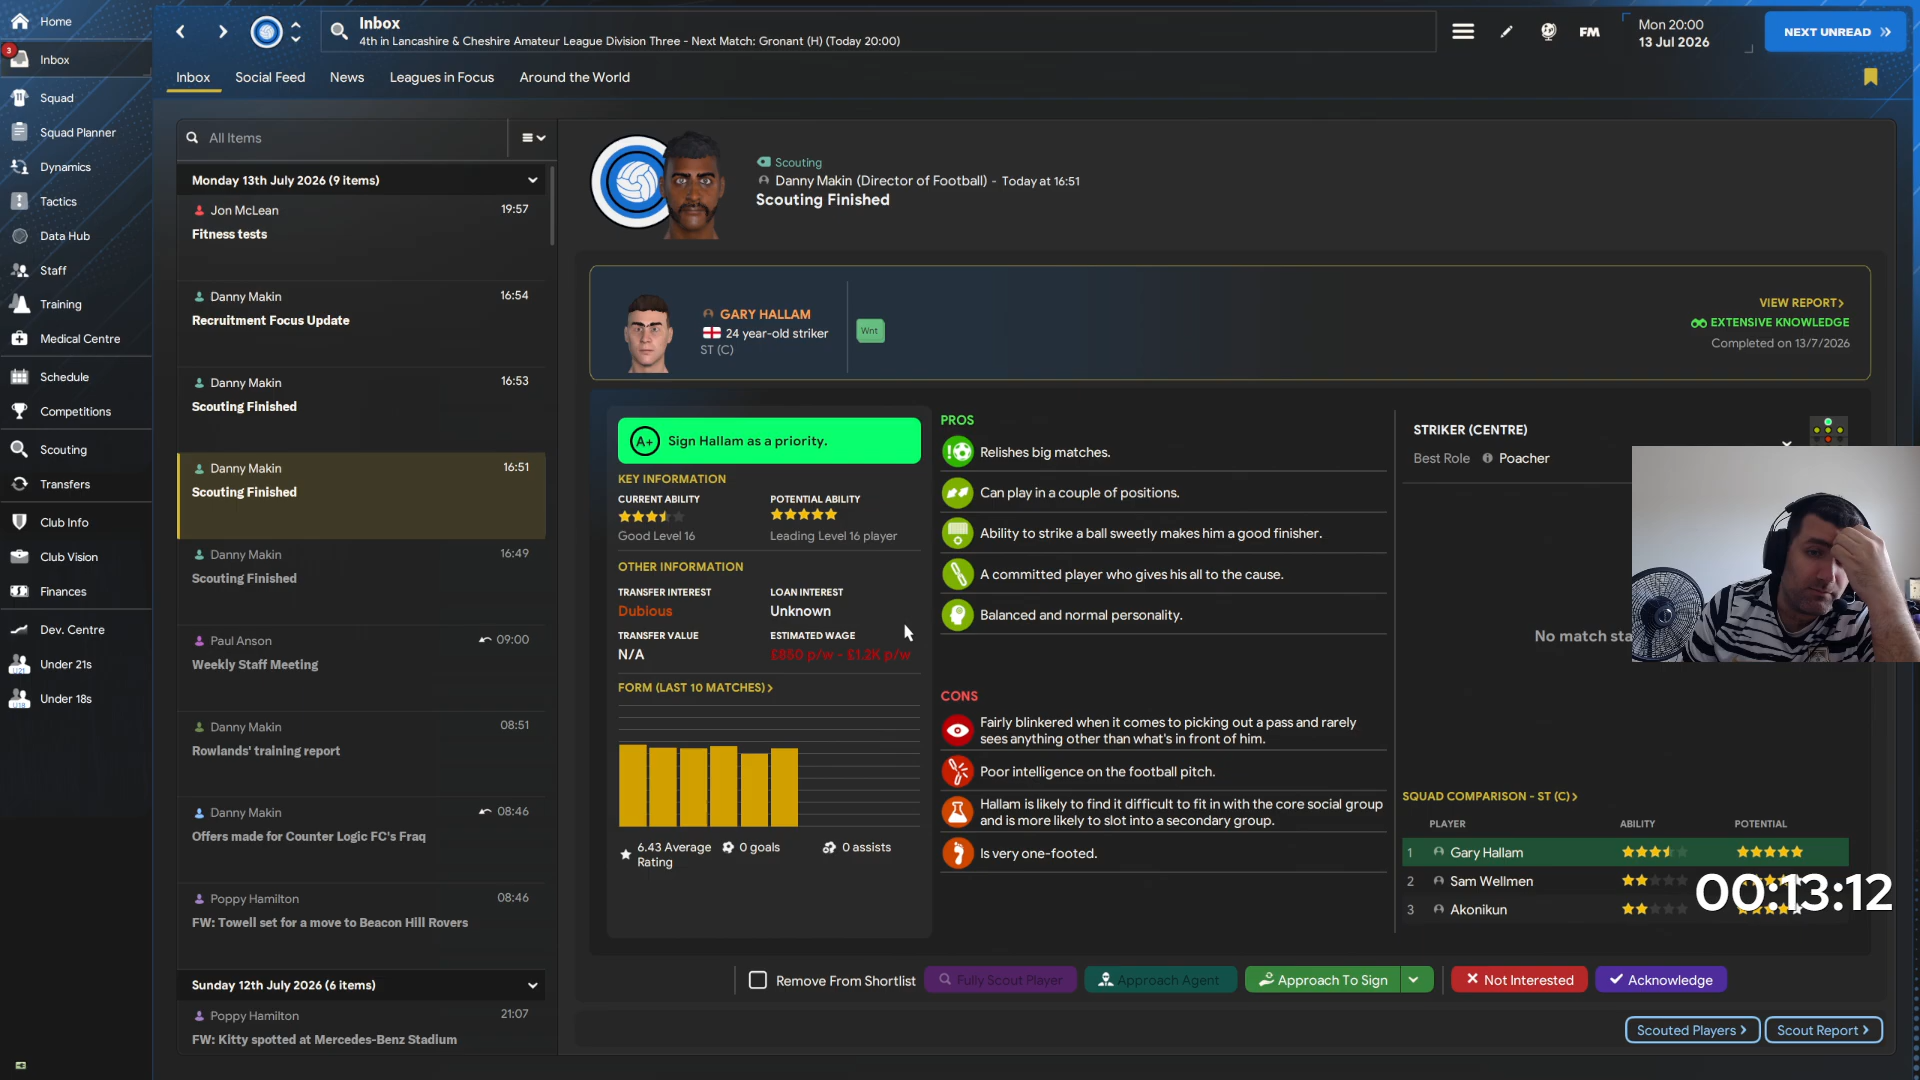 Home
3
Inbox
Squad
Squad Planner
Dynamics
Tactics
Data Hub
Staff
Training
Medical Centre
Schedule
Competitions
Scouting
Transfers
Club Info
Club Vision
Finances
Dev. Centre
Under 21s
Under 18s
Inbox
4th in Lancashire & Cheshire Amateur League Division Three - Next Match: Gronant (H) (Today 20:00)
FM
Mon 20:00
13 Jul 2026
NEXT UNREAD
Inbox
Social Feed
News
Leagues in Focus
Around the World
All Items
Monday 13th July 2026 (9 items)
Jon McLean 19:57
Fitness tests
Danny Makin 16:54
Recruitment Focus Update
Danny Makin 16:53
Scouting Finished
Danny Makin 16:51
Scouting Finished
Danny Makin 16:49
Scouting Finished
Paul Anson 09:00
Weekly Staff Meeting
Danny Makin 08:51
Rowlands' training report
Danny Makin 08:46
Offers made for Counter Logic FC's Fraq
Poppy Hamilton 08:46
FW: Towell set for a move to Beacon Hill Rovers
Sunday 12th July 2026 (6 items)
Poppy Hamilton 21:07
FW: Kitty spotted at Mercedes-Benz Stadium
Scouting
Danny Makin (Director of Football) - Today at 16:51
Scouting Finished
GARY HALLAM
24 year-old striker
ST (C)
Wnt
VIEW REPORT>
EXTENSIVE KNOWLEDGE
Completed on 13/7/2026
A+ Sign Hallam as a priority.
KEY INFORMATION
CURRENT ABILITY POTENTIAL ABILITY
Good Level 16 Leading Level 16 player
OTHER INFORMATION
TRANSFER INTEREST LOAN INTEREST
Dubious Unknown
TRANSFER VALUE ESTIMATED WAGE
N/A £850 p/w - £1.2K p/w
FORM (LAST 10 MATCHES)>
6.43 Average Rating 0 goals 0 assists
PROS
Relishes big matches.
Can play in a couple of positions.
Ability to strike a ball sweetly makes him a good finisher.
A committed player who gives his all to the cause.
Balanced and normal personality.
CONS
Fairly blinkered when it comes to picking out a pass and rarely
sees anything other than what's in front of him.
Poor intelligence on the football pitch.
Hallam is likely to find it difficult to fit in with the core social group
and is more likely to slot into a secondary group.
Is very one-footed.
STRIKER (CENTRE)
Best Role Poacher
No match sta
SQUAD COMPARISON - ST (C)>
PLAYER ABILITY POTENTIAL
1 Gary Hallam
2 Sam Wellmen
3 Akonikun
00:13:12
Remove From Shortlist
Fully Scout Player
Approach Agent
Approach To Sign
Not Interested
Acknowledge
Scouted Players >
Scout Report >